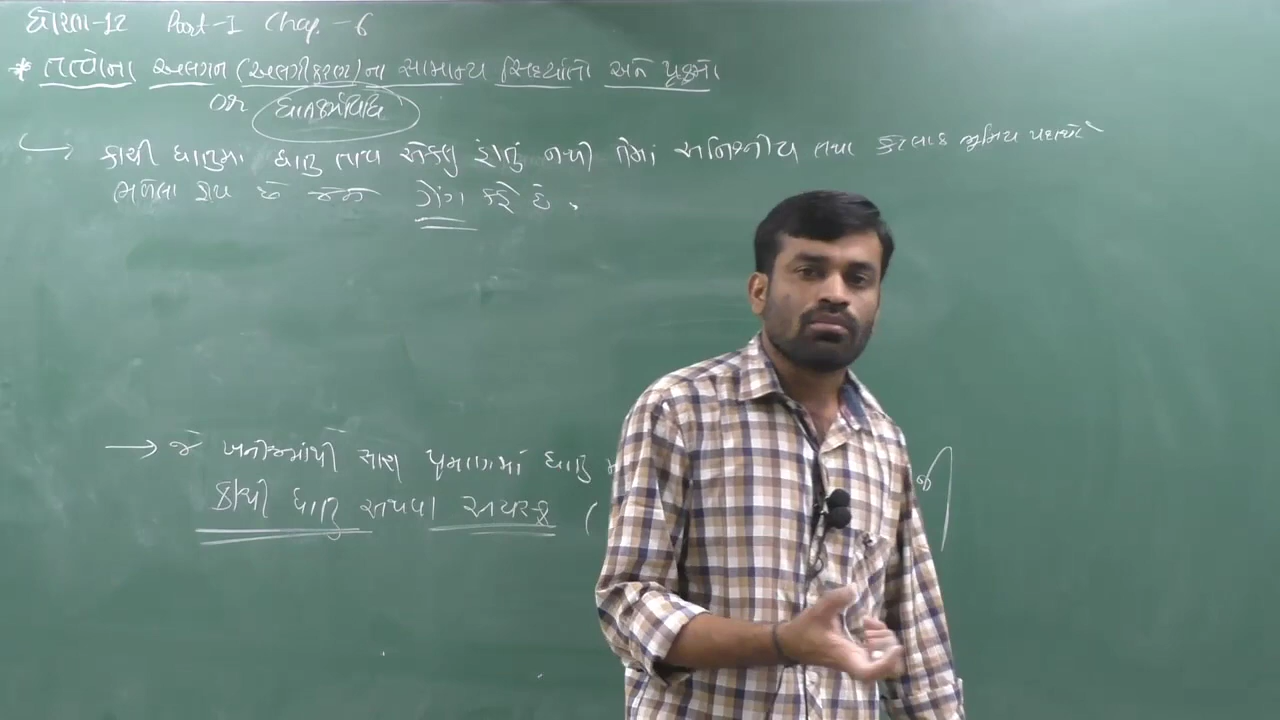 ધોરણ-12 Part-I Chap.-6
* તત્વોના અલગન (અલગીકરણ)ના સામાન્ય સિદ્ધાંતો અને પ્રક્રમો
OR ધાતુકર્મવિધિ
કાચી ધાતુમાં ધાતુ તત્વ એકલું હોતું નથી તેમાં અનિચ્છનીય તથા કેટલાક ભૂમિય પદાર્થો
ભળેલા હોય છે જેને ગેંગ કહે છે.
→ જે ખનીજમાંથી સારા પ્રમાણમાં ધાતુ
કાચી ધાતુ અથવા અયસ્ક (